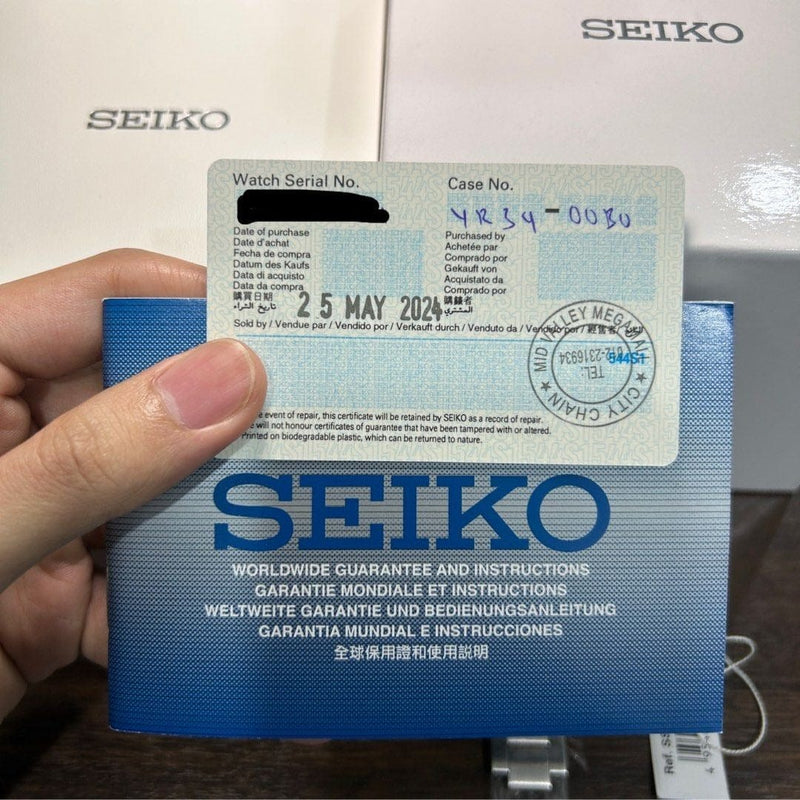 SEIKO
SEIKO
Watch Serial No.
Case No.
4R34-00B0
Date of purchase
Date d'achat
Fecha de compra
Datum des Kaufs
Data di acquisto
Data da compra
購買日期
تاريخ الشراء
25 MAY 2024
Purchased by
Achetée par
Comprado por
Gekauft von
Acquistato da
Comprado por
購錶者
المشتري
Sold by / Vendue par / Vendido por / Verkauft durch / Venduto da / Vendido por / 經售者 /
MID VALLEY MEGAMALL
★ CITY CHAIN ★
TEL:
012-2316934
544S1
e event of repair, this certificate will be retained by SEIKO as a record of repair.
will not honour certificates of guarantee that have been tampered with or altered.
Printed on biodegradable plastic, which can be returned to nature.
SEIKO
WORLDWIDE GUARANTEE AND INSTRUCTIONS
GARANTIE MONDIALE ET INSTRUCTIONS
WELTWEITE GARANTIE UND BEDIENUNGSANLEITUNG
GARANTIA MUNDIAL E INSTRUCCIONES
全球保用證和使用説明
Ref.